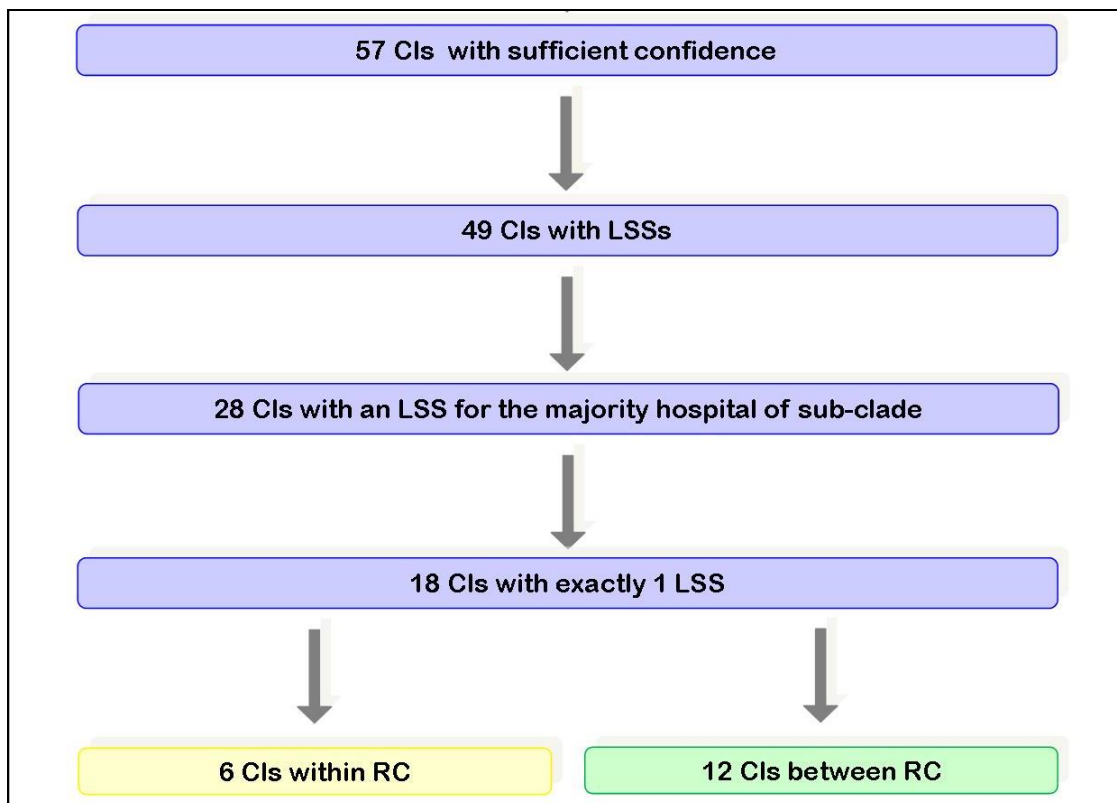 57 CIs with sufficient confidence
49 CIs with LSSs
28 CIs with an LSS for the majority hospital of sub-clade
18 CIs with exactly 1 LSS
6 CIs within RC
12 CIs between RC